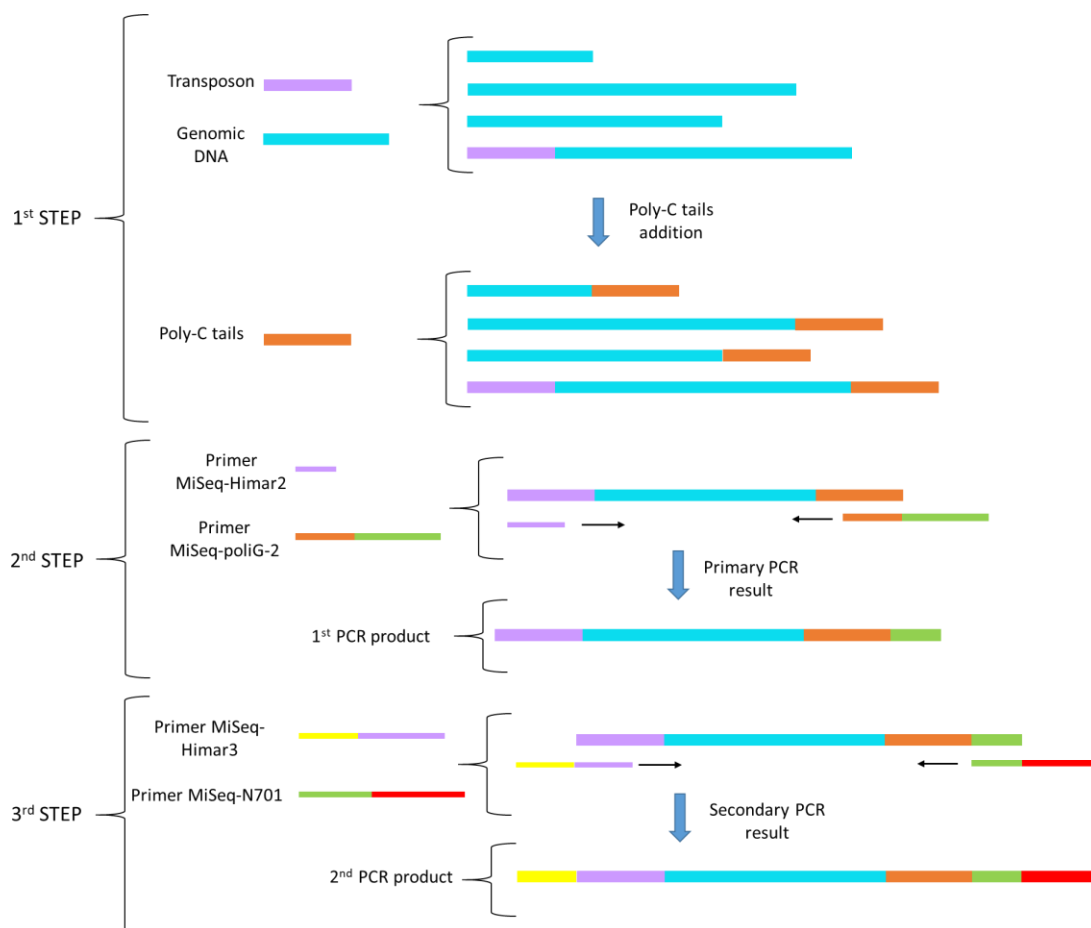 Transposon
Genomic
DNA
1st STEP
Poly-C tails
addition
Poly-C tails
Primer
MiSeq-Himar2
Primer
MiSeq-poliG-2
2nd STEP
Primary PCR
result
1st PCR product
Primer MiSeq-
Himar3
Primer MiSeq-N701
3rd STEP
Secondary PCR
result
2nd PCR product